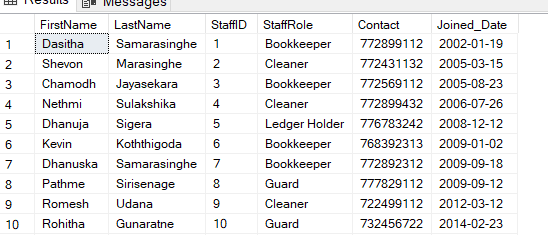 Results Messages
FirstName LastName StaffID StaffRole Contact Joined_Date
1 Dasitha Samarasinghe 1 Bookkeeper 772899112 2002-01-19
2 Shevon Marasinghe 2 Cleaner 772431132 2005-03-15
3 Chamodh Jayasekara 3 Bookkeeper 772569112 2005-08-23
4 Nethmi Sulakshika 4 Cleaner 772899432 2006-07-26
5 Dhanuja Sigera 5 Ledger Holder 776783242 2008-12-12
6 Kevin Koththigoda 6 Bookkeeper 768392313 2009-01-02
7 Dhanuska Samarasinghe 7 Bookkeeper 772892312 2009-09-18
8 Pathme Sirisenage 8 Guard 777829112 2009-09-12
9 Romesh Udana 9 Cleaner 722499112 2012-03-12
10 Rohitha Gunaratne 10 Guard 732456722 2014-02-23